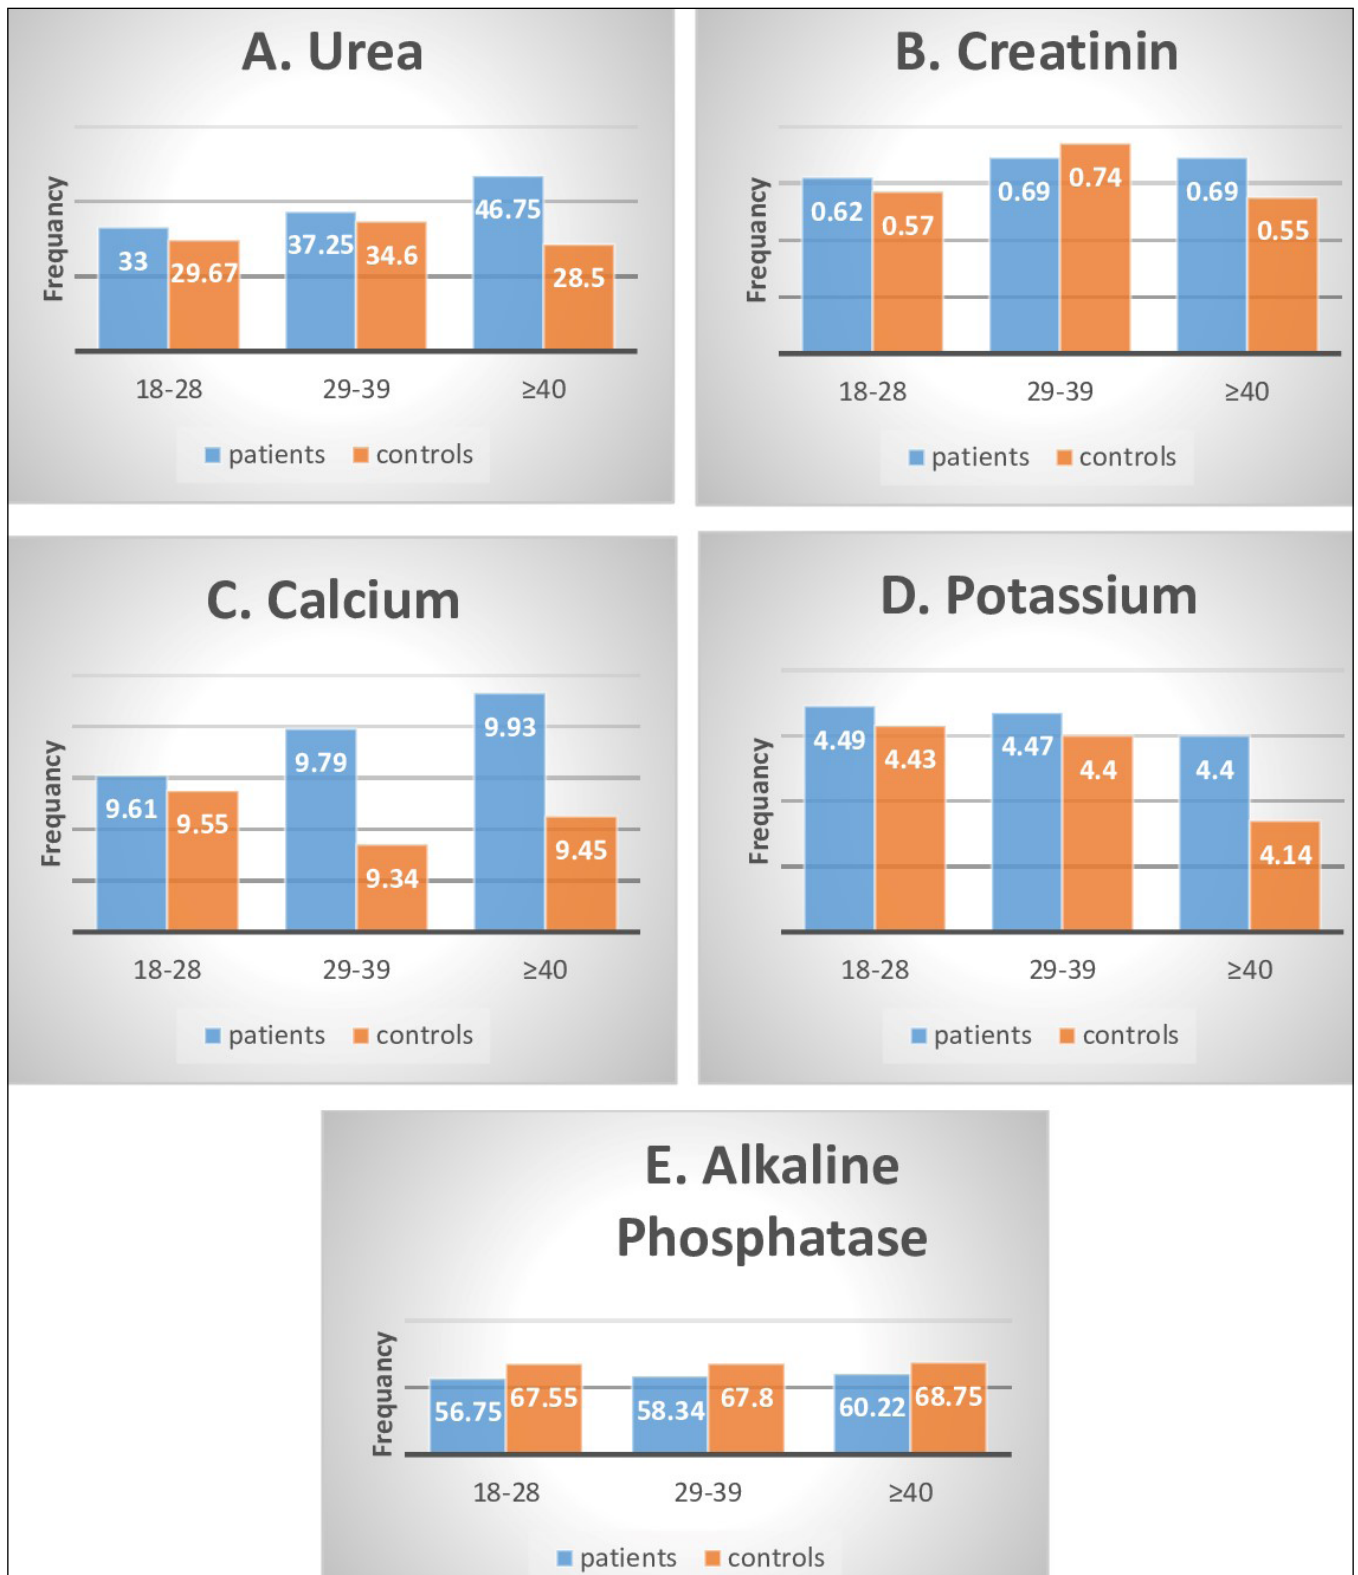 A. Urea
Frequancy
33
29.67
37.25
34.6
46.75
28.5
18-28
29-39
≥40
patients
controls
B. Creatinin
Frequancy
0.62
0.57
0.69
0.74
0.69
0.55
18-28
29-39
≥40
patients
controls
C. Calcium
Frequancy
9.61
9.55
9.79
9.34
9.93
9.45
18-28
29-39
≥40
patients
controls
D. Potassium
Frequancy
4.49
4.43
4.47
4.4
4.4
4.14
18-28
29-39
≥40
patients
controls
E. Alkaline
Phosphatase
Frequancy
56.75
67.55
58.34
67.8
60.22
68.75
18-28
29-39
≥40
patients
controls